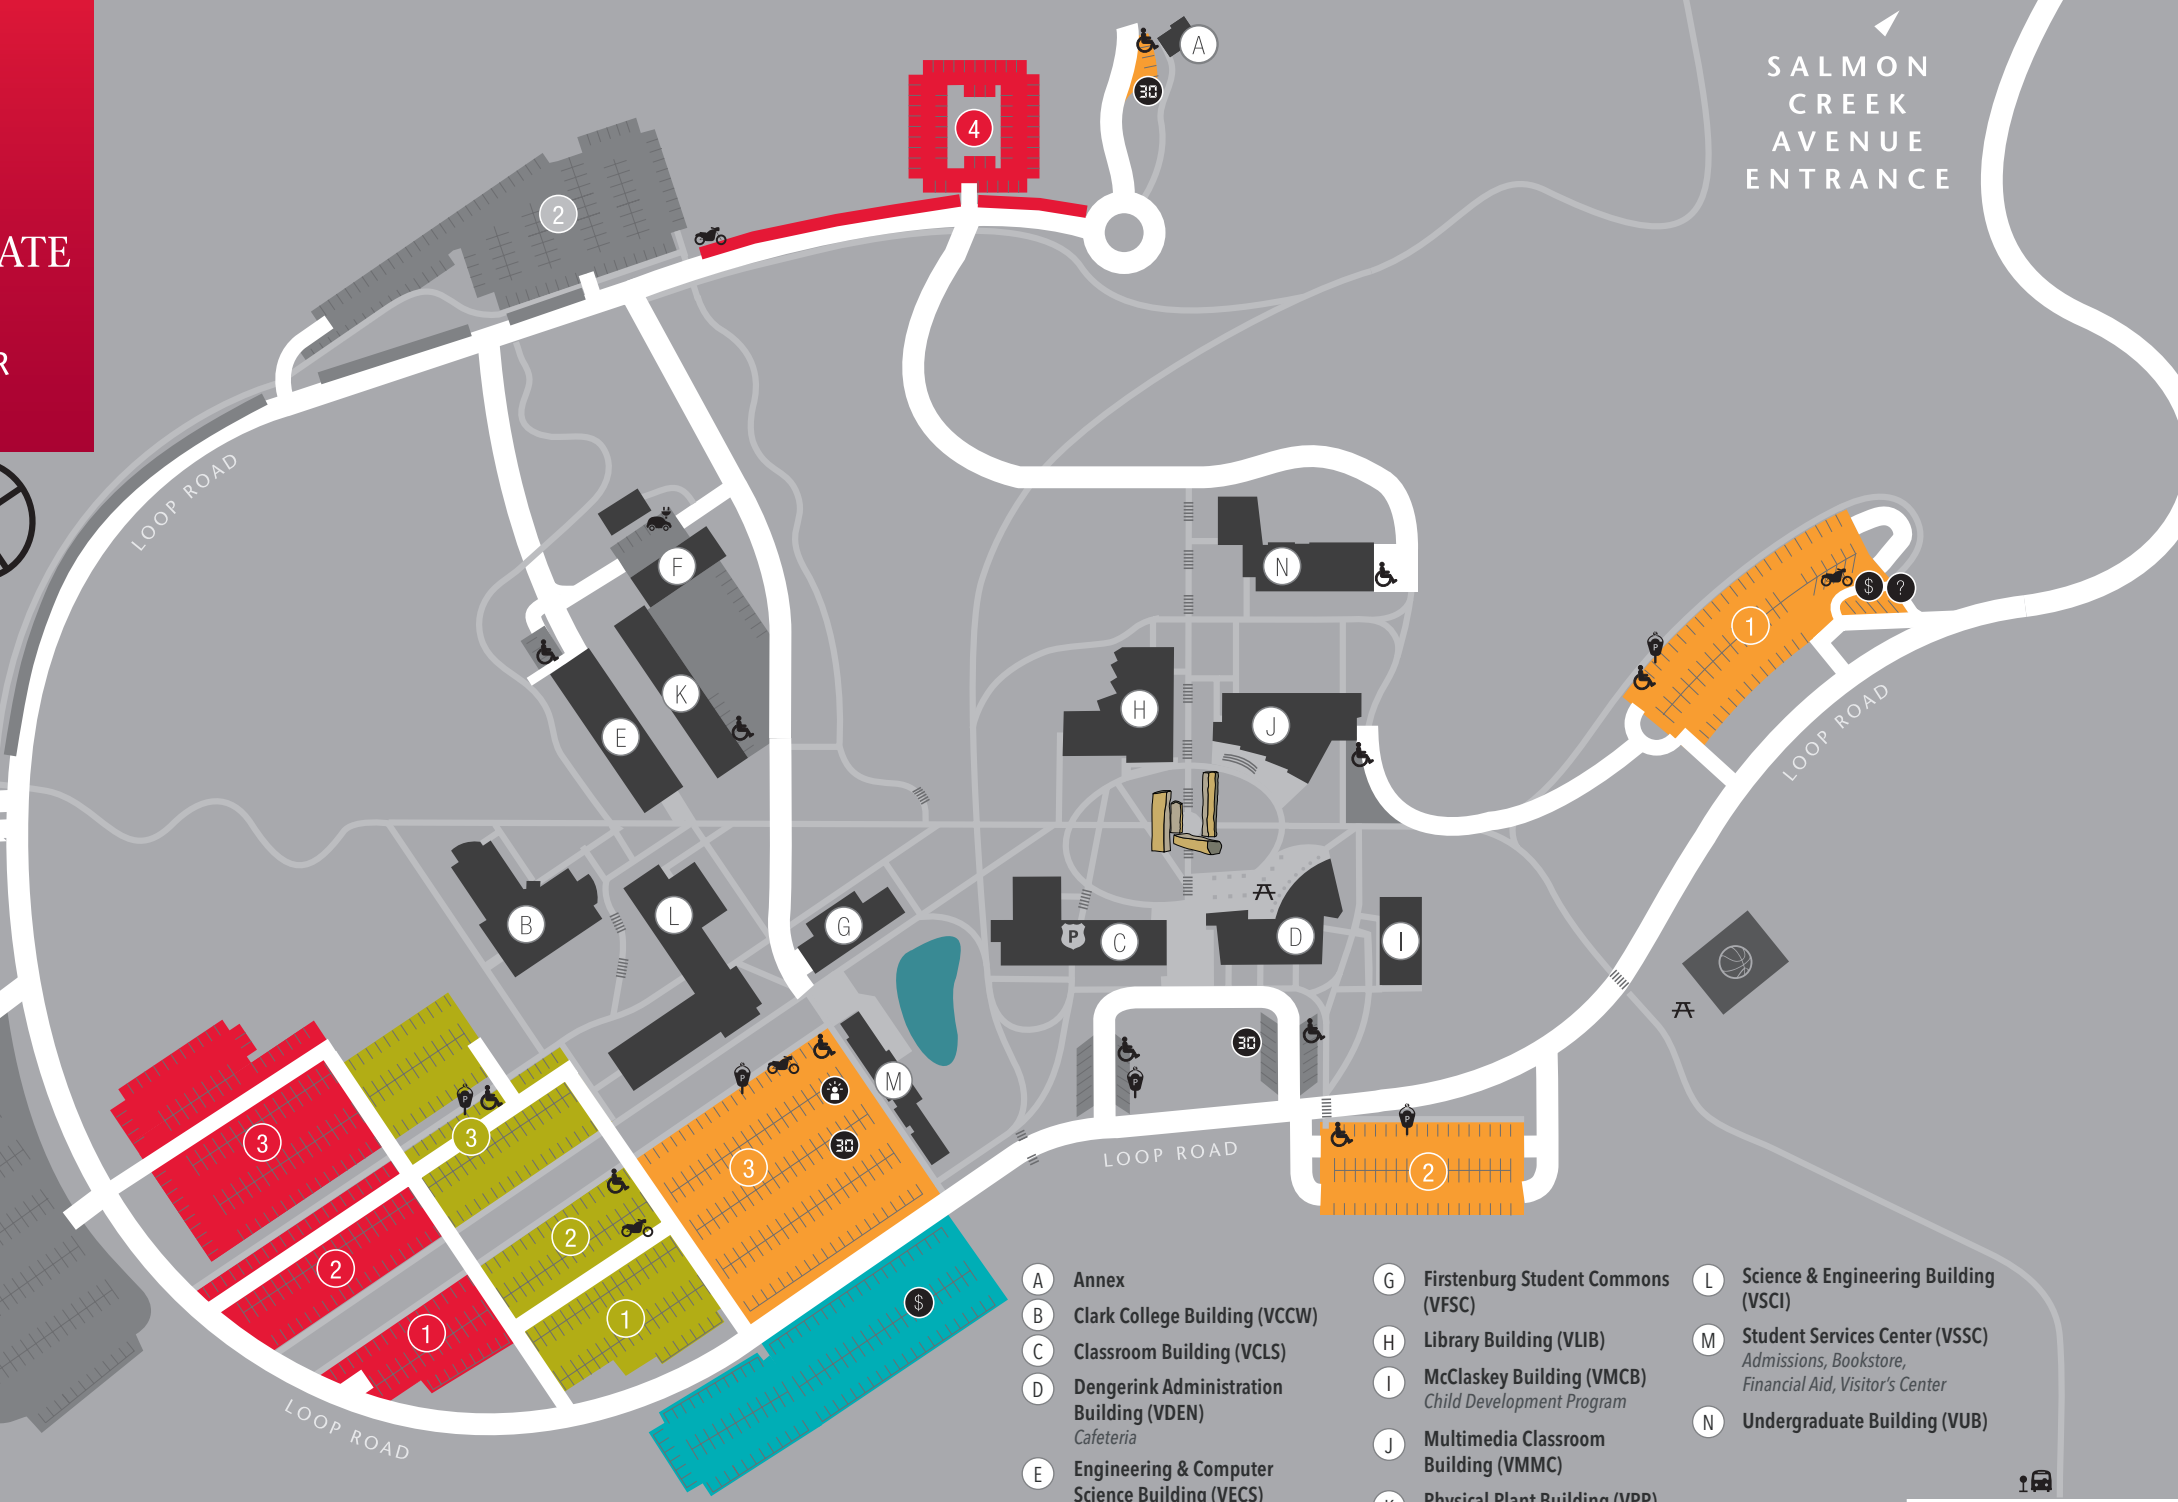 ATE
R
SALMON
CREEK
AVENUE
ENTRANCE
A
30
4
2
LOOP ROAD
F
N
K
E
H
J
1
$
?
P
LOOP ROAD
B
L
G
P
C
D
I
M
30
P
P
P
30
3
3
P
3
2
2
1
1
2
$
LOOP ROAD
P
LOOP ROAD
A Annex
B Clark College Building (VCCW)
C Classroom Building (VCLS)
D Dengerink Administration
Building (VDEN)
Cafeteria
E Engineering & Computer
Science Building (VECS)
G Firstenburg Student Commons
(VFSC)
H Library Building (VLIB)
I McClaskey Building (VMCB)
Child Development Program
J Multimedia Classroom
Building (VMMC)
K Physical Plant Building (VPP)
L Science & Engineering Building
(VSCI)
M Student Services Center (VSSC)
Admissions, Bookstore,
Financial Aid, Visitor's Center
N Undergraduate Building (VUB)